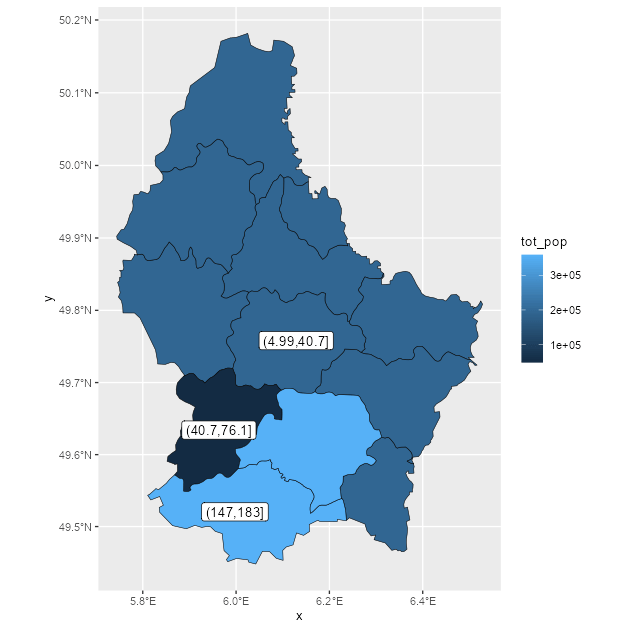 50.2°N
50.1°N
50.0°N
49.9°N
49.8°N
49.7°N
49.6°N
49.5°N
y
(4.99,40.7]
(40.7,76.1]
(147,183]
5.8°E 6.0°E 6.2°E 6.4°E
x
tot_pop
3e+05
2e+05
1e+05